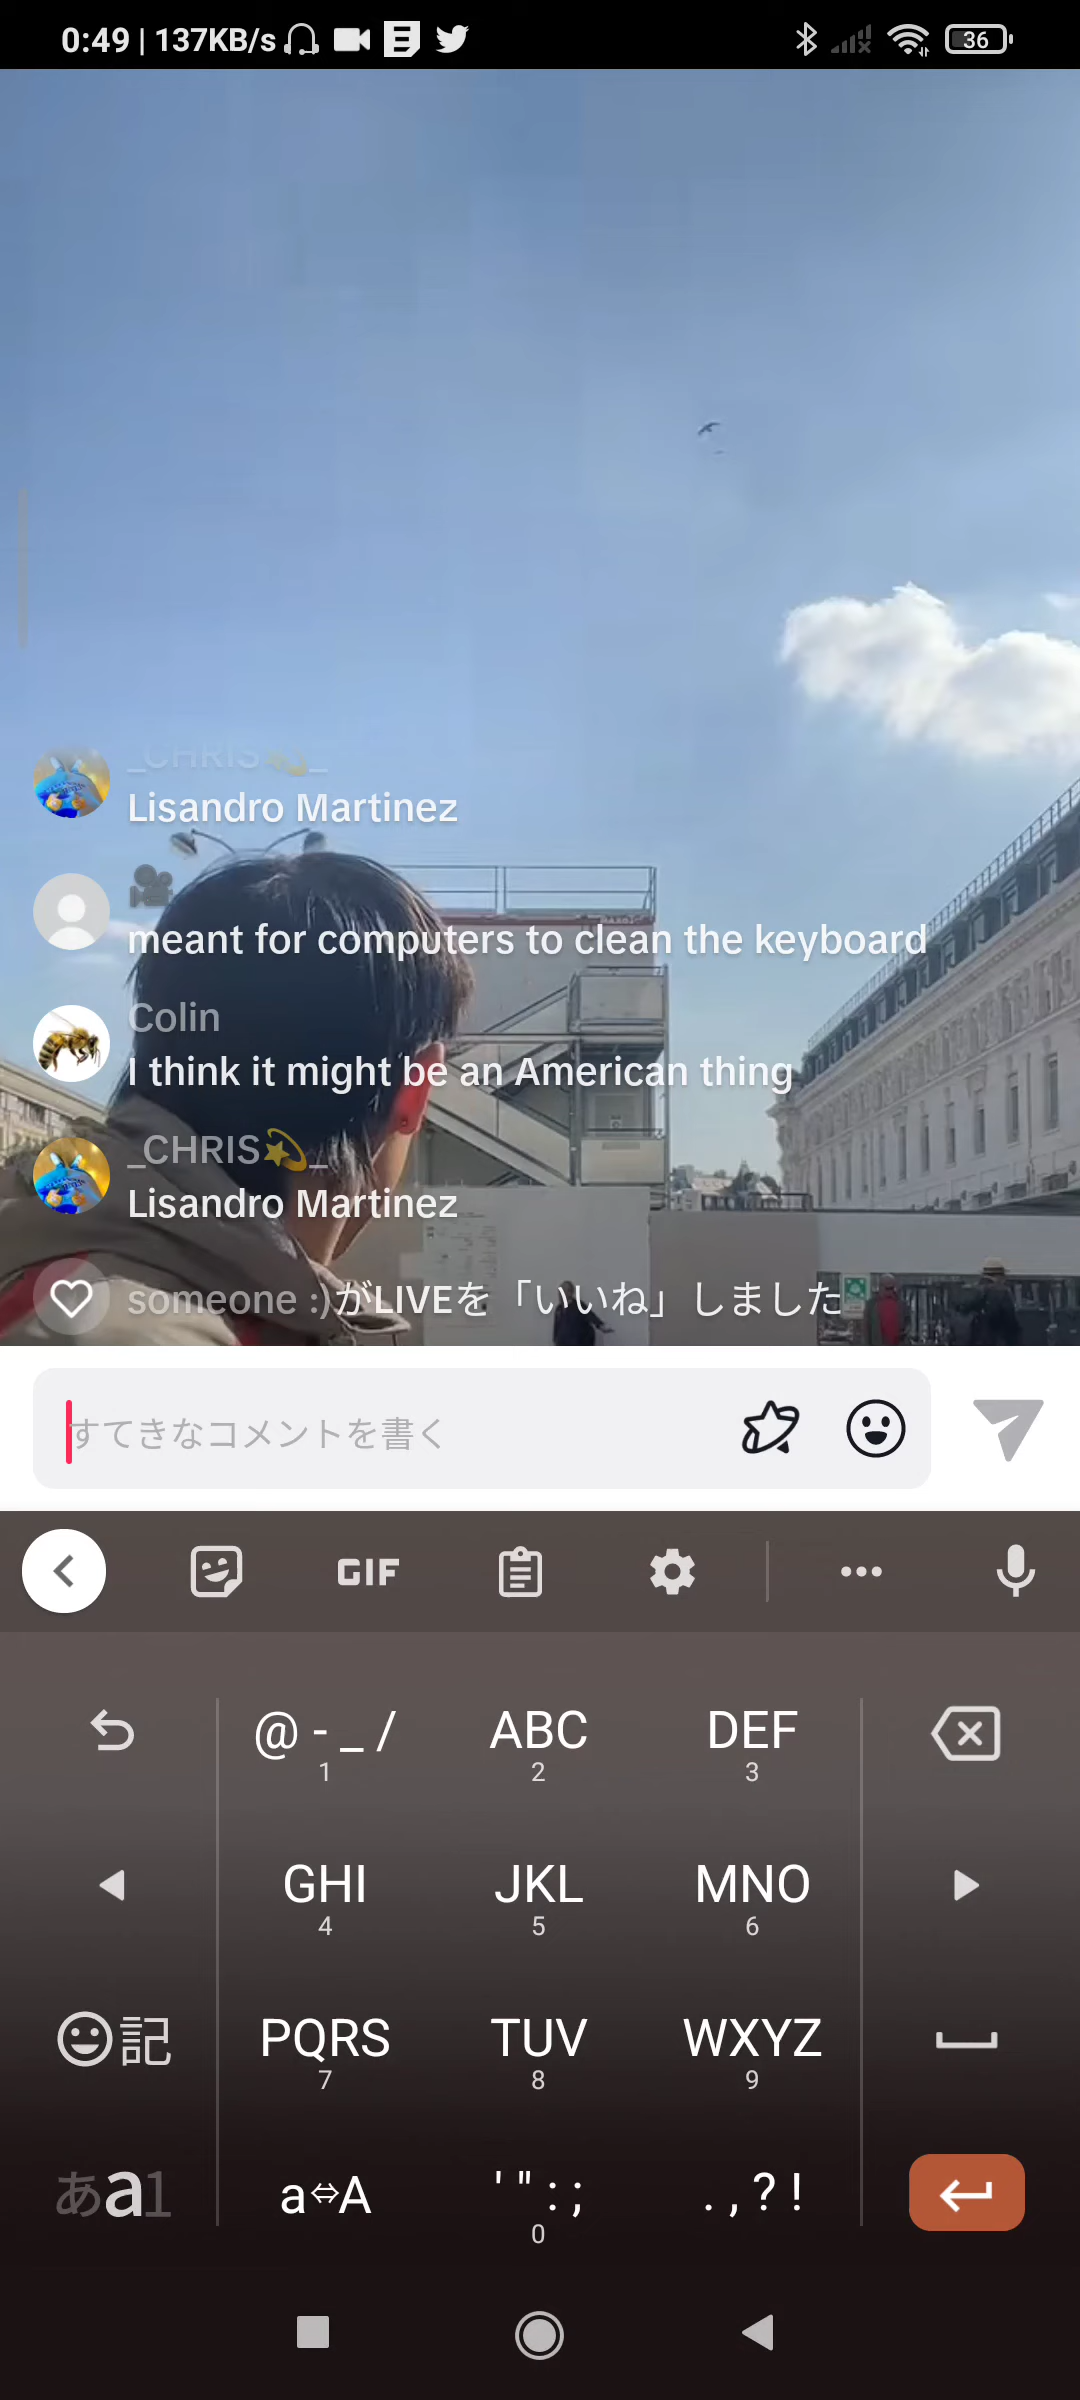 0:49 | 137KB/s
36
_CHRIS💫_
Lisandro Martinez
🎥
meant for computers to clean the keyboard
Colin
I think it might be an American thing
_CHRIS💫_
Lisandro Martinez
someone :)がLIVEを「いいね」しました
すてきなコメントを書く
GIF
@ - _ /
1
ABC
2
DEF
3
GHI
4
JKL
5
MNO
6
記
PQRS
7
TUV
8
WXYZ
9
あa1
a⇔A
' " : ;
0
. , ? !